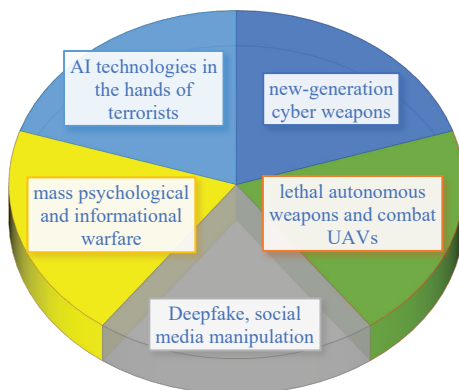 AI technologies in
the hands of
terrorists
new-generation
cyber weapons
mass psychological
and informational
warfare
lethal autonomous
weapons and combat
UAVs
Deepfake, social
media manipulation